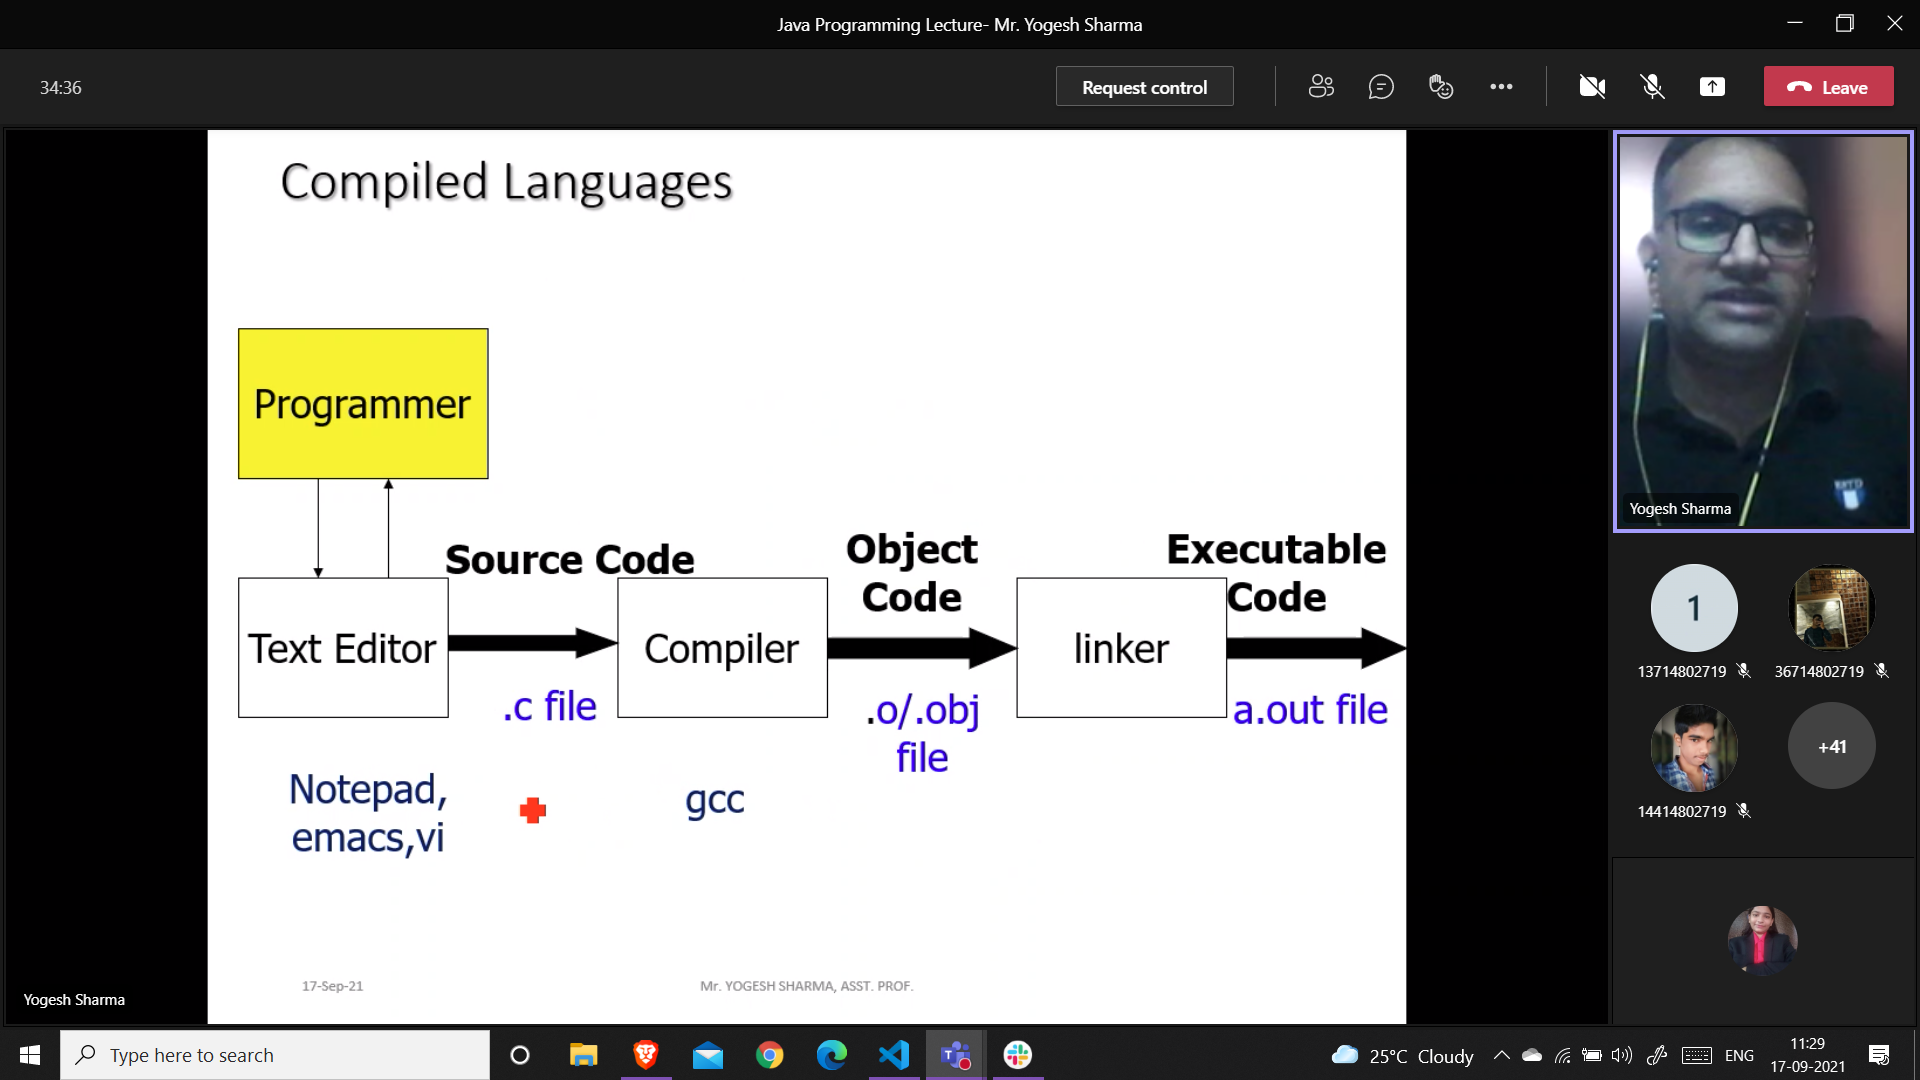 Java Programming Lecture- Mr. Yogesh Sharma
34:36
Request control
Leave
Compiled Languages
Programmer
Source Code
Object
Code
Executable
Code
Text Editor
Compiler
linker
.c file
.o/.obj
file
a.out file
Notepad,
emacs,vi
gcc
17-Sep-21
Mr. YOGESH SHARMA, ASST. PROF.
Yogesh Sharma
Yogesh Sharma
1
13714802719
36714802719
14414802719
+41
Type here to search
25°C Cloudy
ENG
11:29
17-09-2021